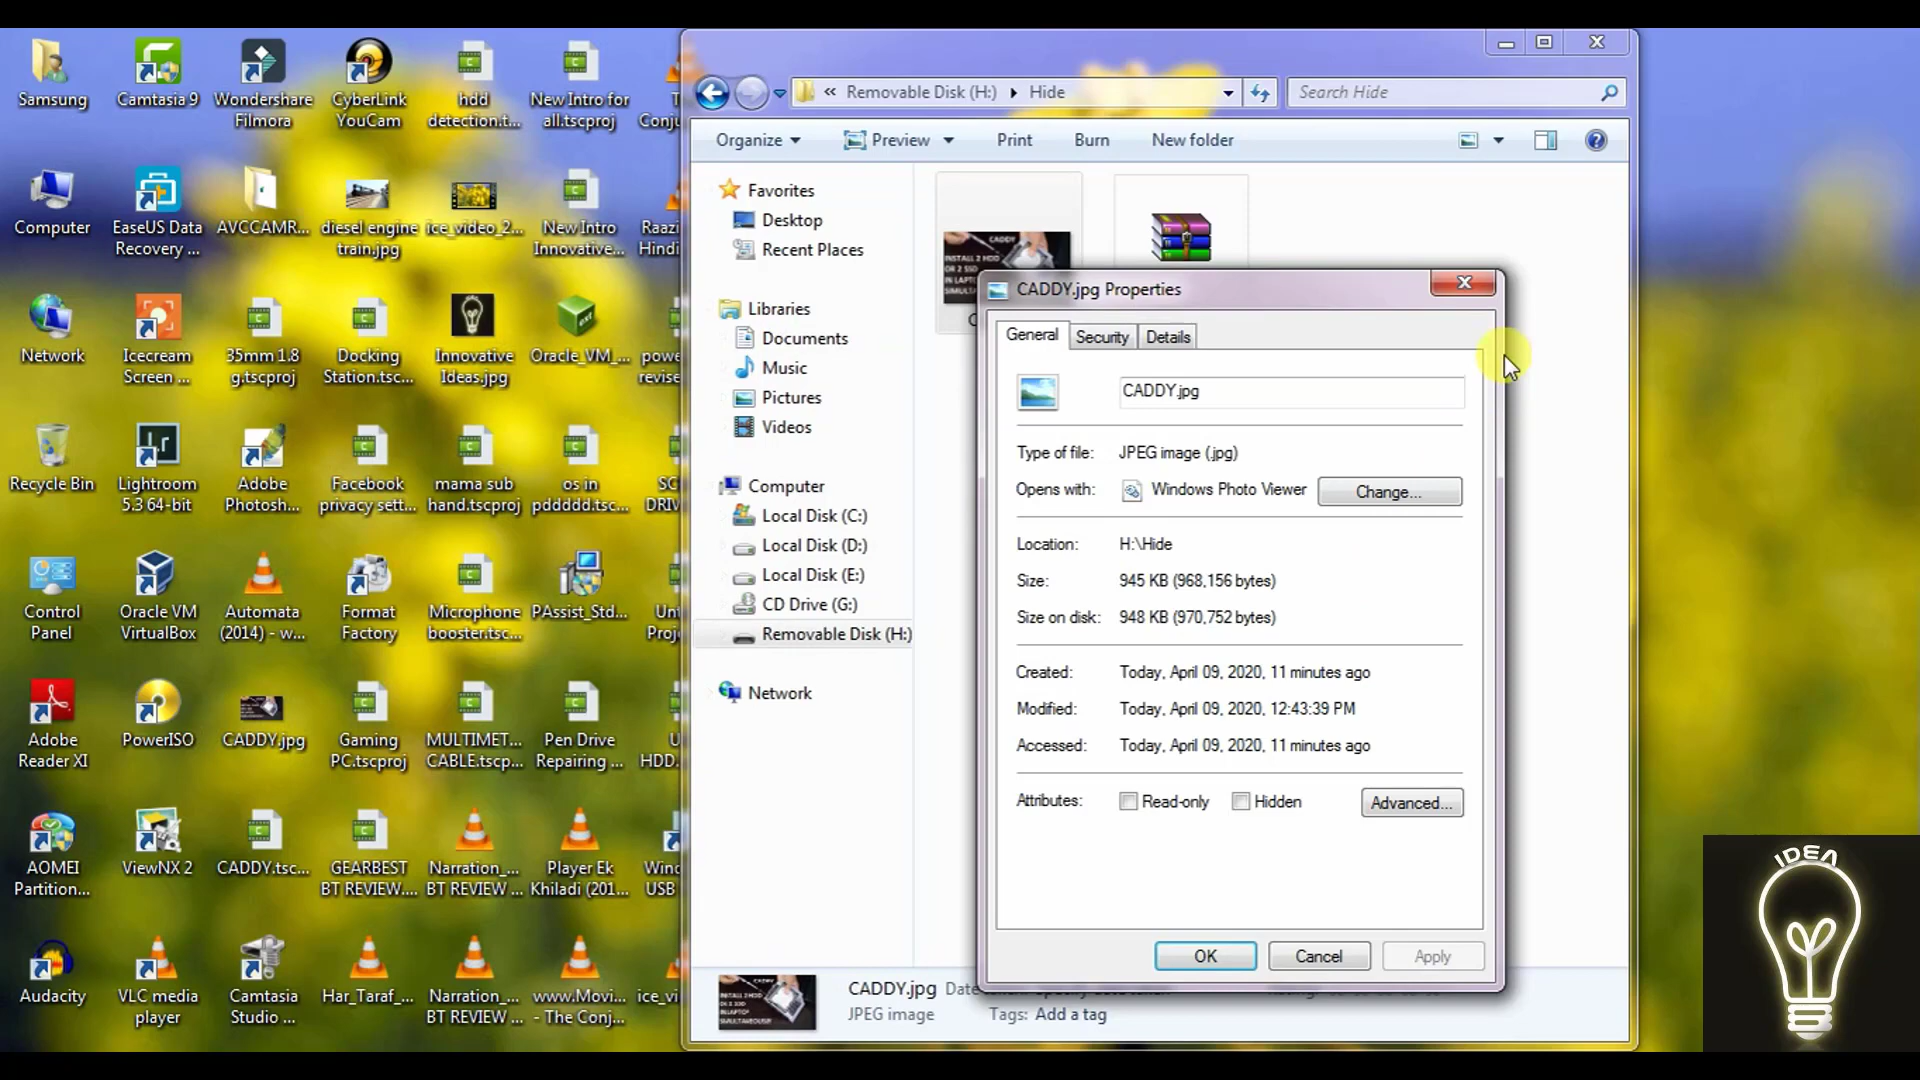 Samsung
Camtasia 9
Wondershare
Filmora
CyberLink
YouCam
hdd
detection.t...
New Intro for
all.tscproj
Computer
EaseUS Data
Recovery ...
AVCCAMR...
diesel engine
train.jpg
ice_video_2...
New Intro
Innovative...
Raazi
Hindi
Network
Icecream
Screen ...
35mm 1.8
g.tscproj
Docking
Station.tsc...
Innovative
Ideas.jpg
Oracle_VM_...
powe
revise
Recycle Bin
Lightroom
5.3 64-bit
Adobe
Photosh...
Facebook
privacy sett...
mama sub
hand.tscproj
os in
pddddd.tsc...
SC
DRIV
Control
Panel
Oracle VM
VirtualBox
Automata
(2014) - w...
Format
Factory
Microphone
booster.tsc...
PAssist_Std...
Unt
Proj
Adobe
Reader XI
PowerISO
CADDY.jpg
Gaming
PC.tscproj
MULTIMET...
CABLE.tscp...
Pen Drive
Repairing ...
U
HDD.
AOMEI
Partition...
ViewNX 2
CADDY.tsc...
GEARBEST
BT REVIEW....
Narration_...
BT REVIEW ...
Player Ek
Khiladi (201...
Winc
USB
Audacity
VLC media
player
Camtasia
Studio ...
Har_Taraf_...
Narration_...
BT REVIEW ...
www.Movi...
- The Conj...
ice_vi
« Removable Disk (H:) Hide
Search Hide
Organize Preview Print Burn New folder
Favorites
Desktop
Recent Places
Libraries
Documents
Music
Pictures
Videos
Computer
Local Disk (C:)
Local Disk (D:)
Local Disk (E:)
CD Drive (G:)
Removable Disk (H:)
Network
CADDY
INSTALL 2 HDD
OR 2 SSD
IN LAPTOP
CADDY.jpg Properties
General Security Details
CADDY.jpg
Type of file: JPEG image (.jpg)
Opens with: Windows Photo Viewer Change...
Location: H:\Hide
Size: 945 KB (968,156 bytes)
Size on disk: 948 KB (970,752 bytes)
Created: Today, April 09, 2020, 11 minutes ago
Modified: Today, April 09, 2020, 12:43:39 PM
Accessed: Today, April 09, 2020, 11 minutes ago
Attributes: Read-only Hidden Advanced...
OK Cancel Apply
CADDY.jpg
JPEG image
Tags: Add a tag
IDEA